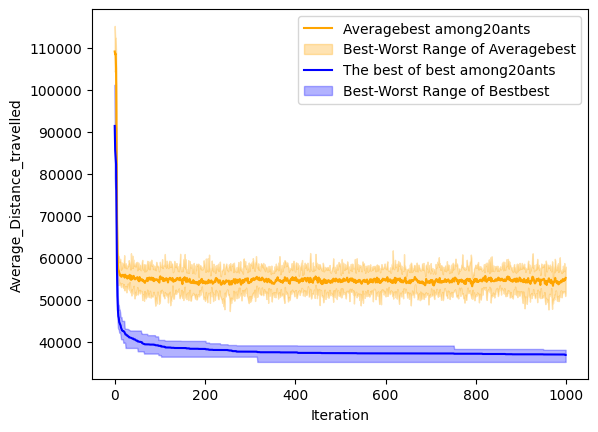 Averagebest among20ants
Best-Worst Range of Averagebest
The best of best among20ants
Best-Worst Range of Bestbest
Average_Distance_travelled
110000
100000
90000
80000
70000
60000
50000
40000
0 200 400 600 800 1000
Iteration